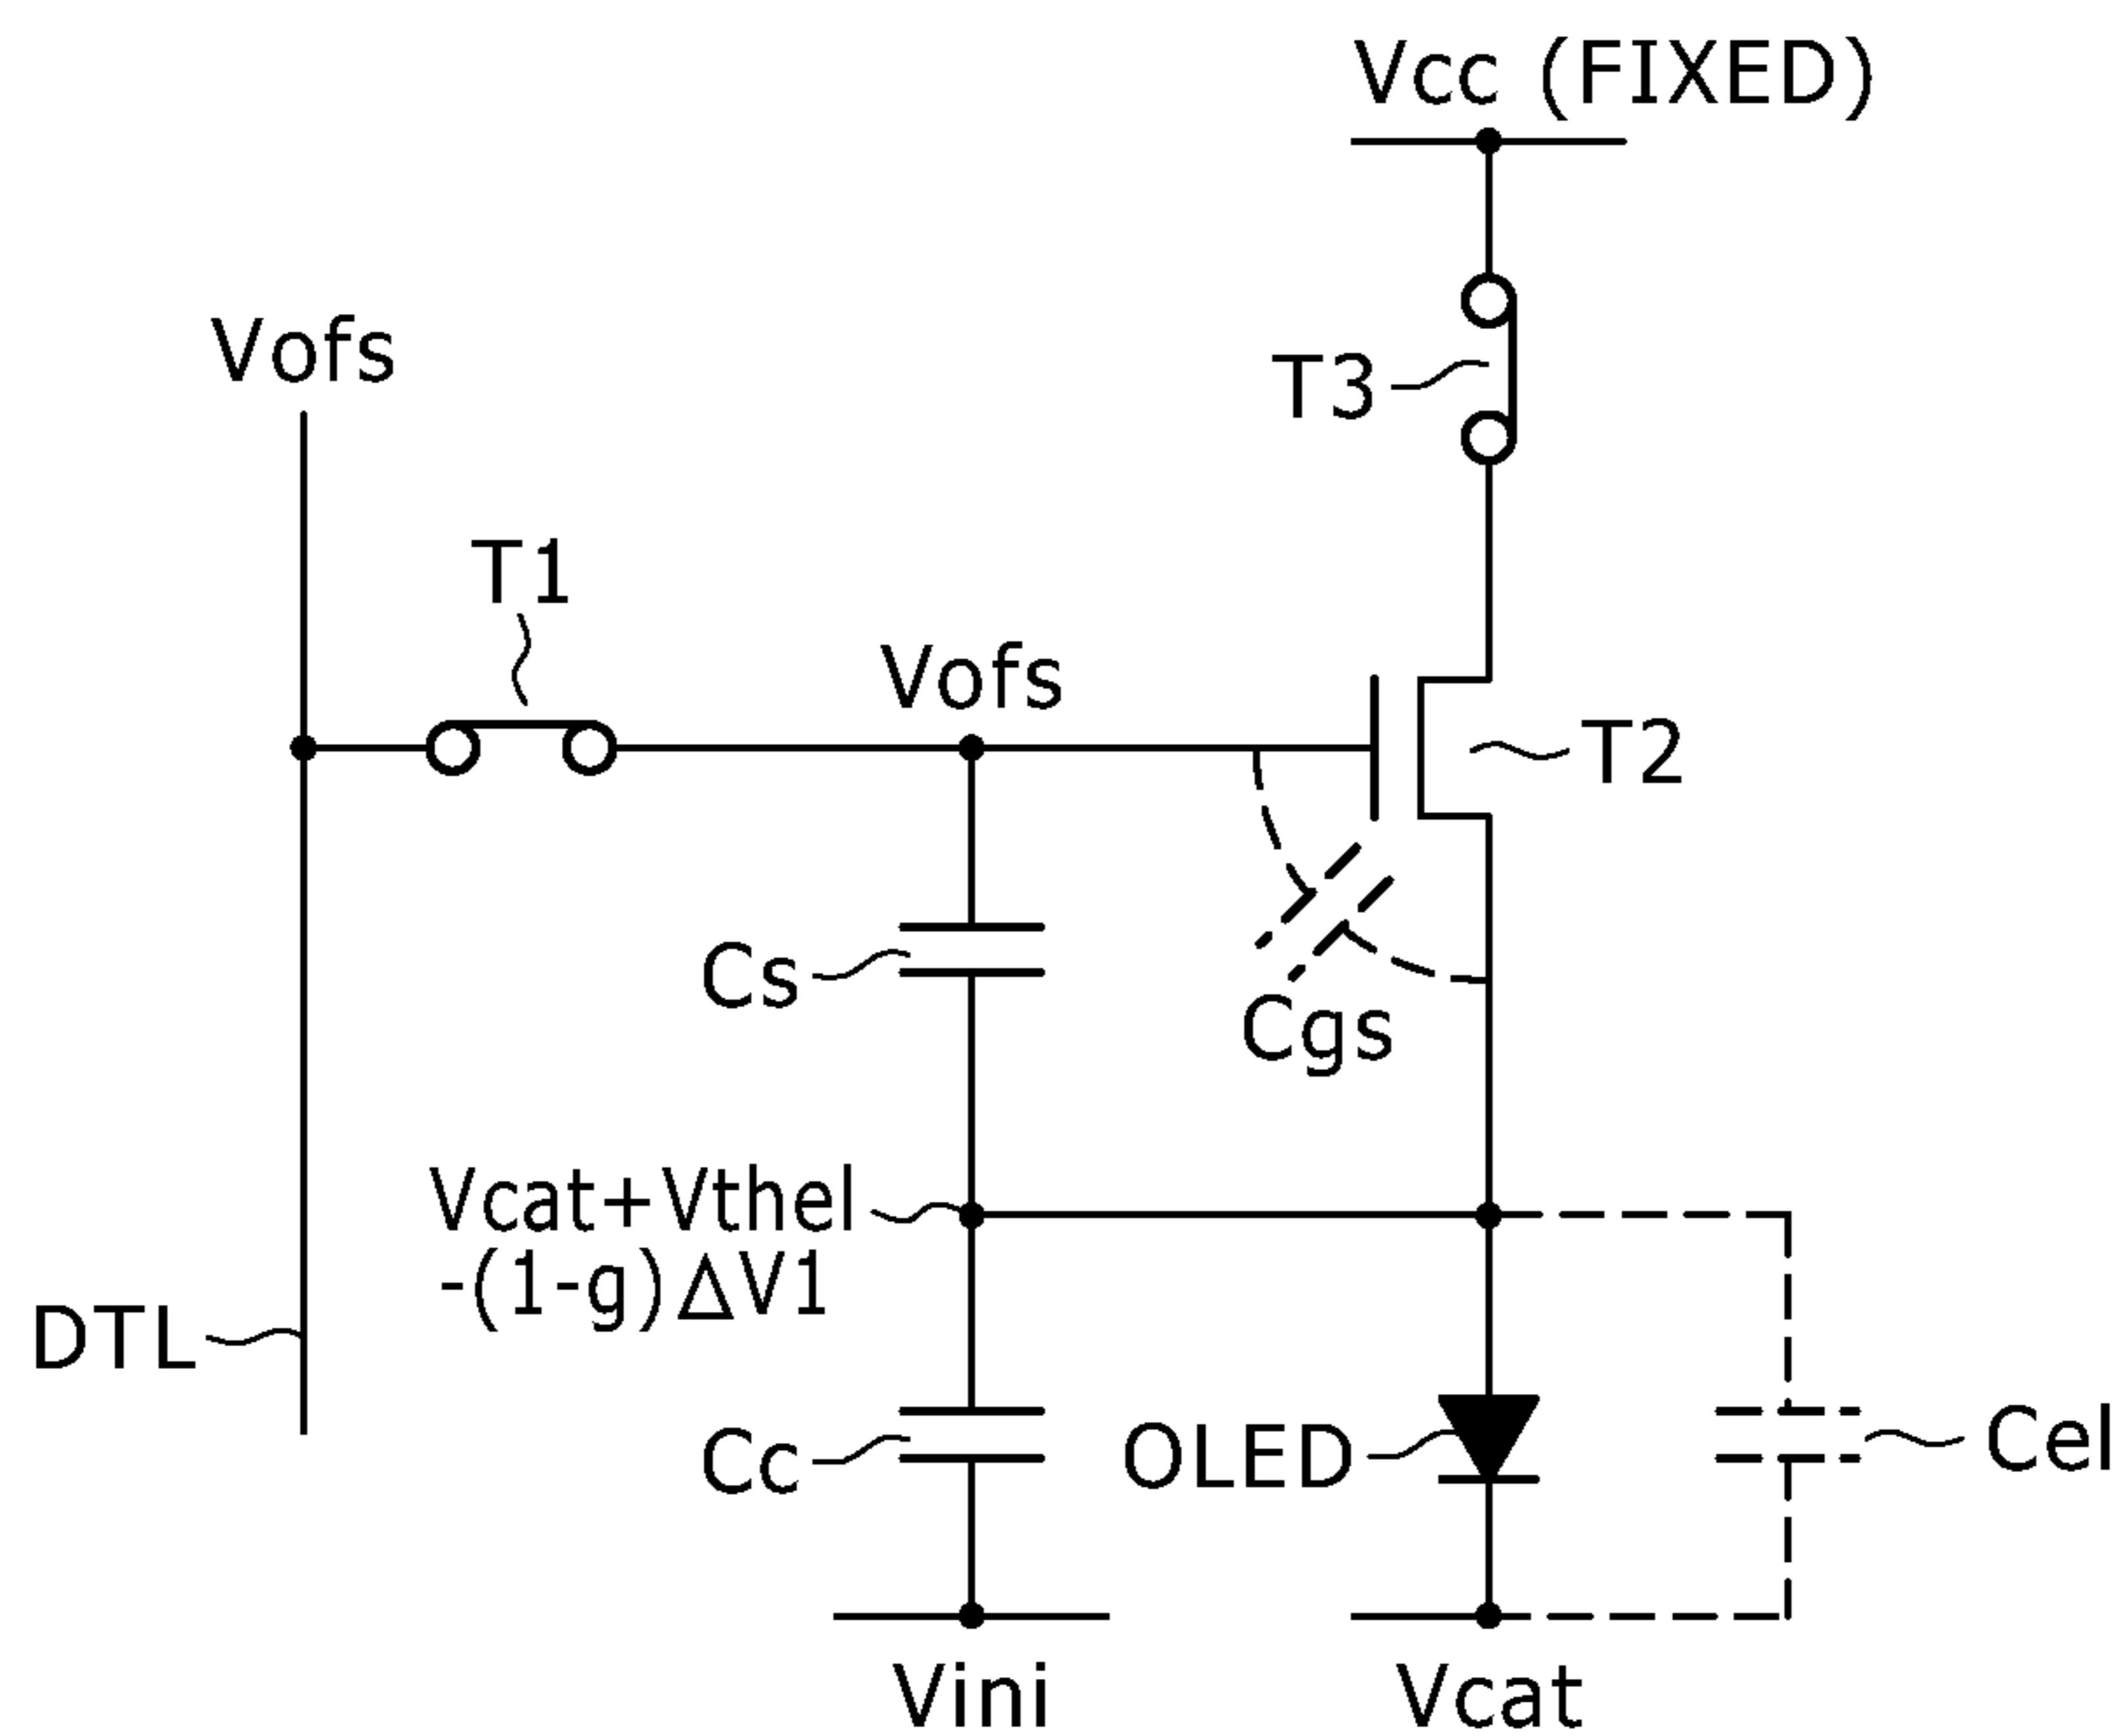 Vcc (FIXED)
Vofs
T3
T1
Vofs
T2
Cs
Cgs
Vcat+Vthel
-(1-g)ΔV1
DTL
Cc
OLED
Cel
Vini
Vcat